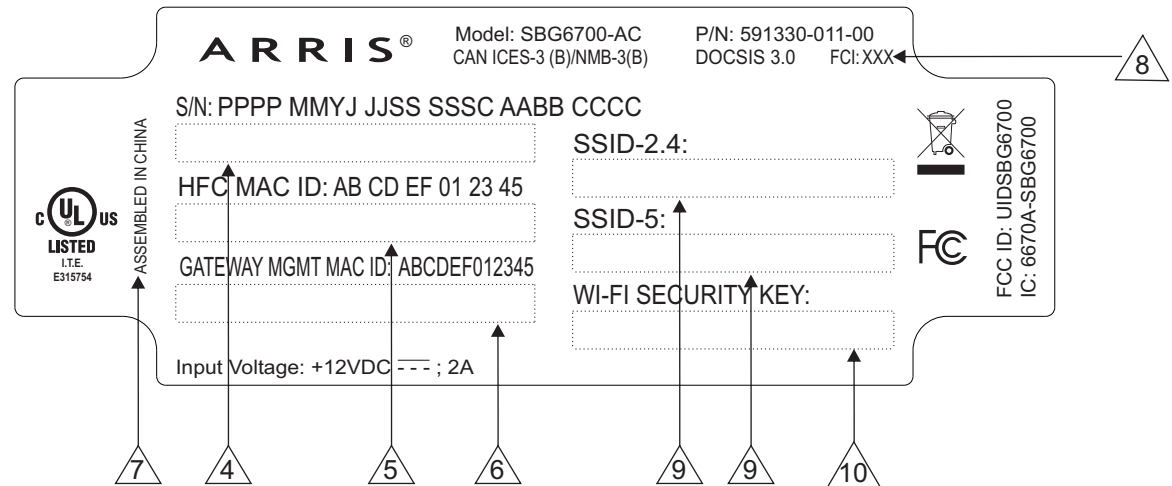 ARRIS®
Model: SBG6700-AC
P/N: 591330-011-00
CAN ICES-3 (B)/NMB-3(B)
DOCSIS 3.0
FCI: XXX
8
S/N: PPPP MMYJ JJSS SSSC AABB CCCC
HFC MAC ID: AB CD EF 01 23 45
GATEWAY MGMT MAC ID: ABCDEF012345
Input Voltage: +12VDC ; 2A
SSID-2.4:
SSID-5:
WI-FI SECURITY KEY:
C UL ® US
LISTED
I.T.E.
E315754
ASSEMBLED IN CHINA
FC
FCC ID: UIDSBG6700
IC: 6670A-SBG6700
7
4
5
6
9
9
10